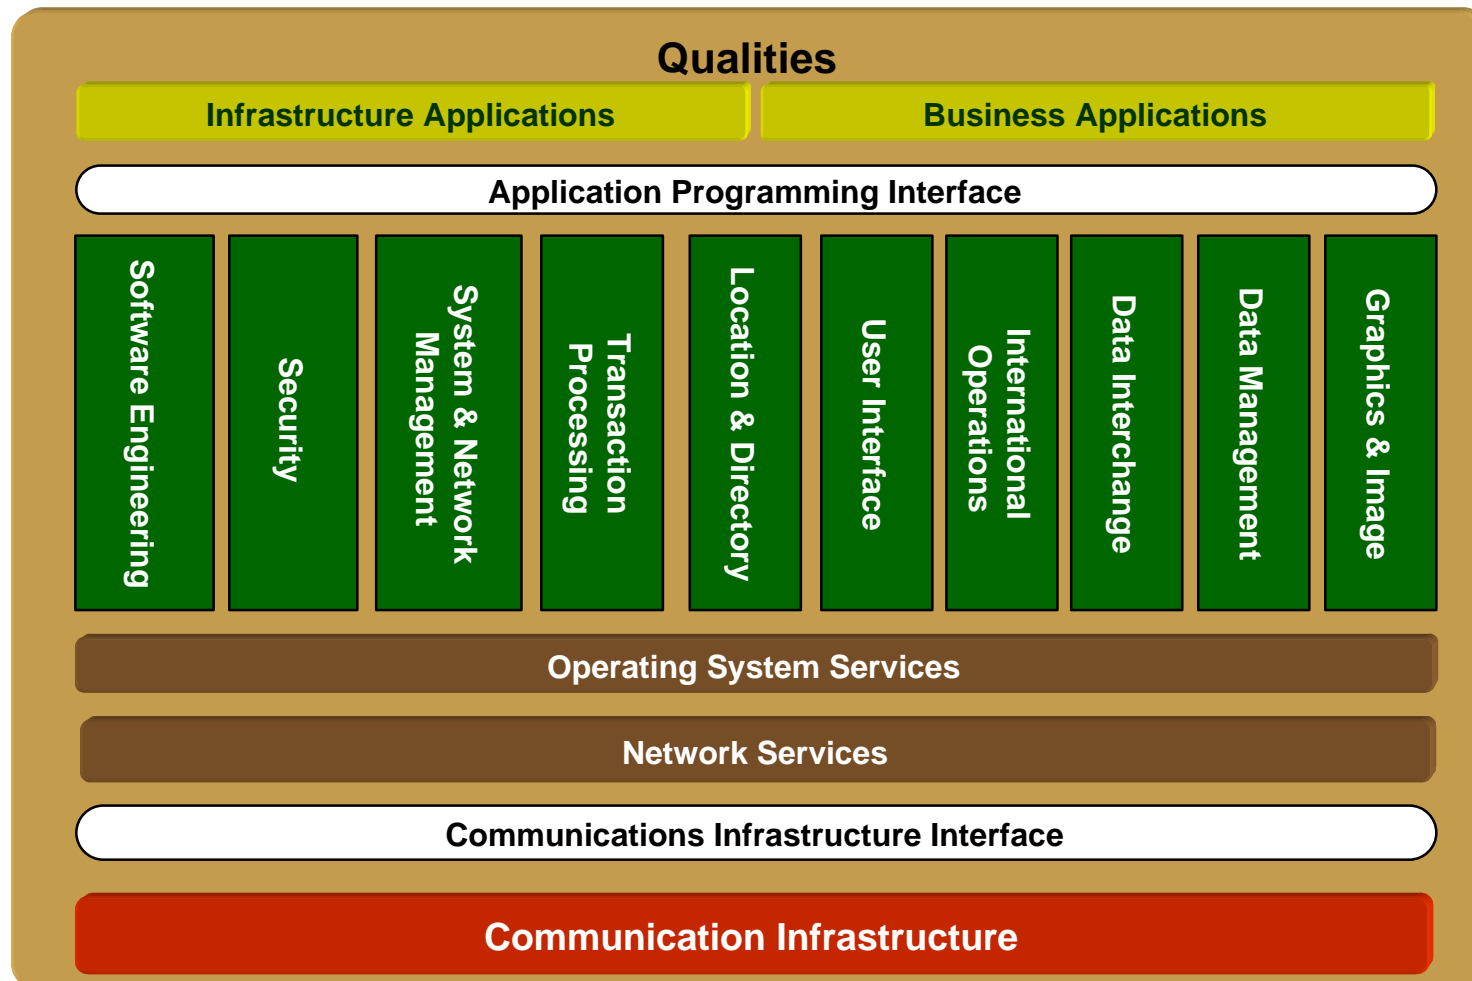 Qualities
Infrastructure Applications
Business Applications
Application Programming Interface
Software Engineering
Security
System & Network
Management
Transaction
Processing
Location & Directory
User Interface
International
Operations
Data Interchange
Data Management
Graphics & Image
Operating System Services
Network Services
Communications Infrastructure Interface
Communication Infrastructure